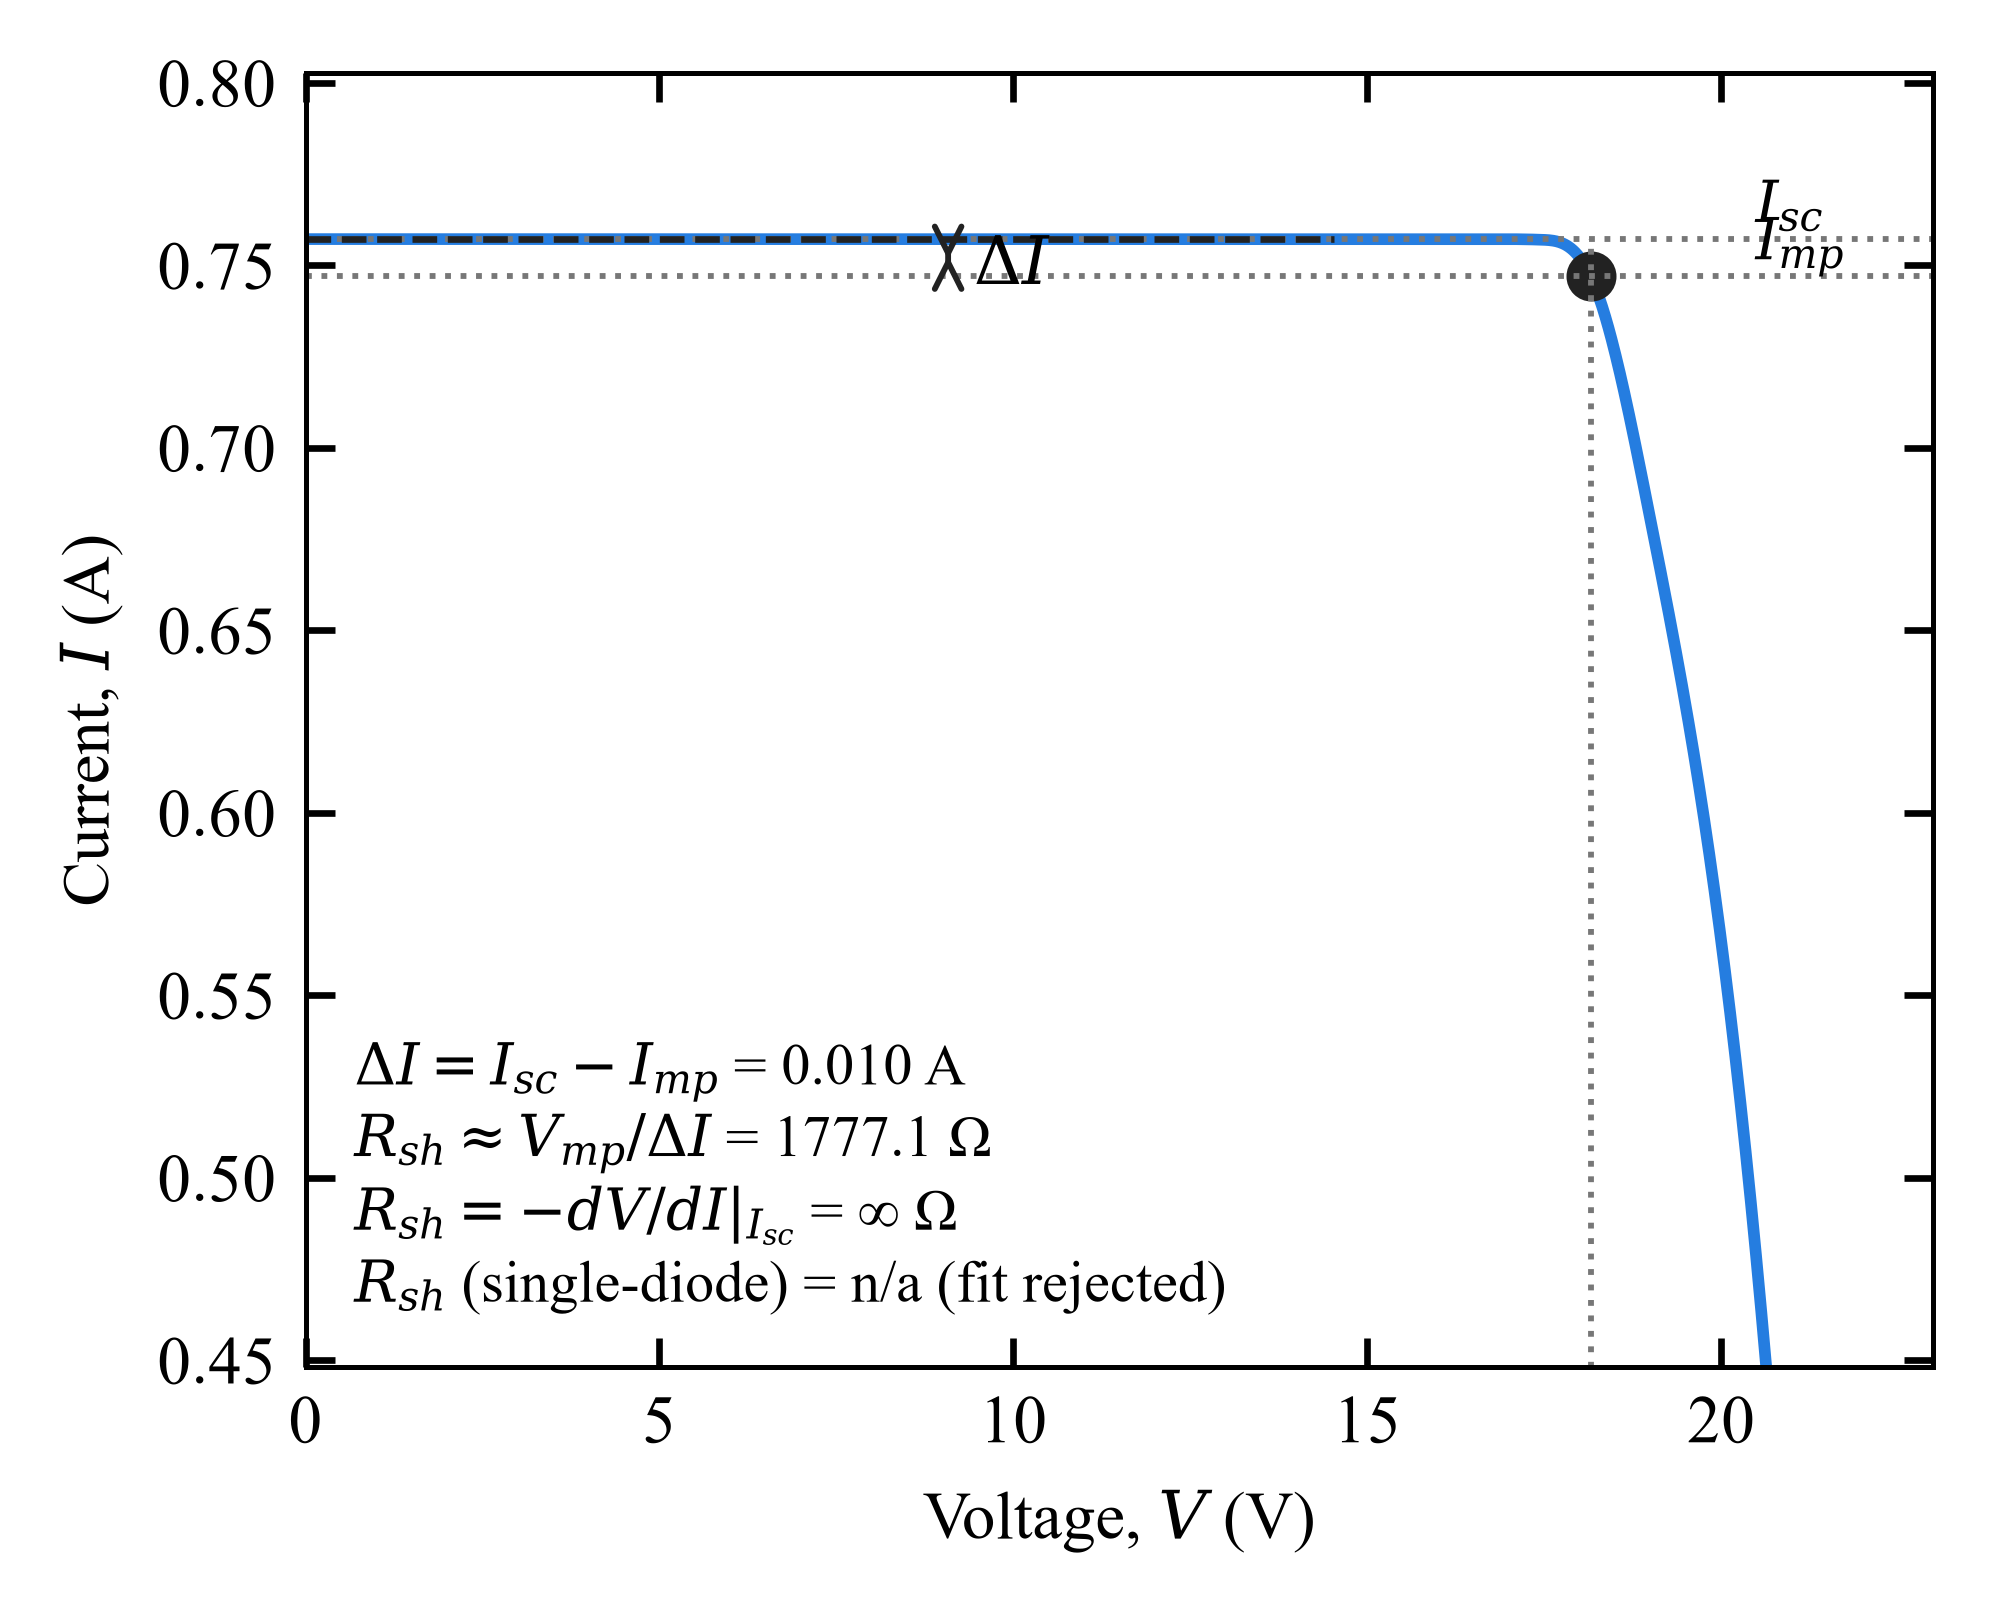 0.80
0.75
0.70
0.65
0.60
0.55
0.50
0.45
Current, I (A)
I_sc
I_mp
ΔI
ΔI = I_sc − I_mp = 0.010 A
R_sh ≈ V_mp/ΔI = 1777.1 Ω
R_sh = −dV/dI|_I_sc = ∞ Ω
R_sh (single-diode) = n/a (fit rejected)
0 5 10 15 20
Voltage, V (V)